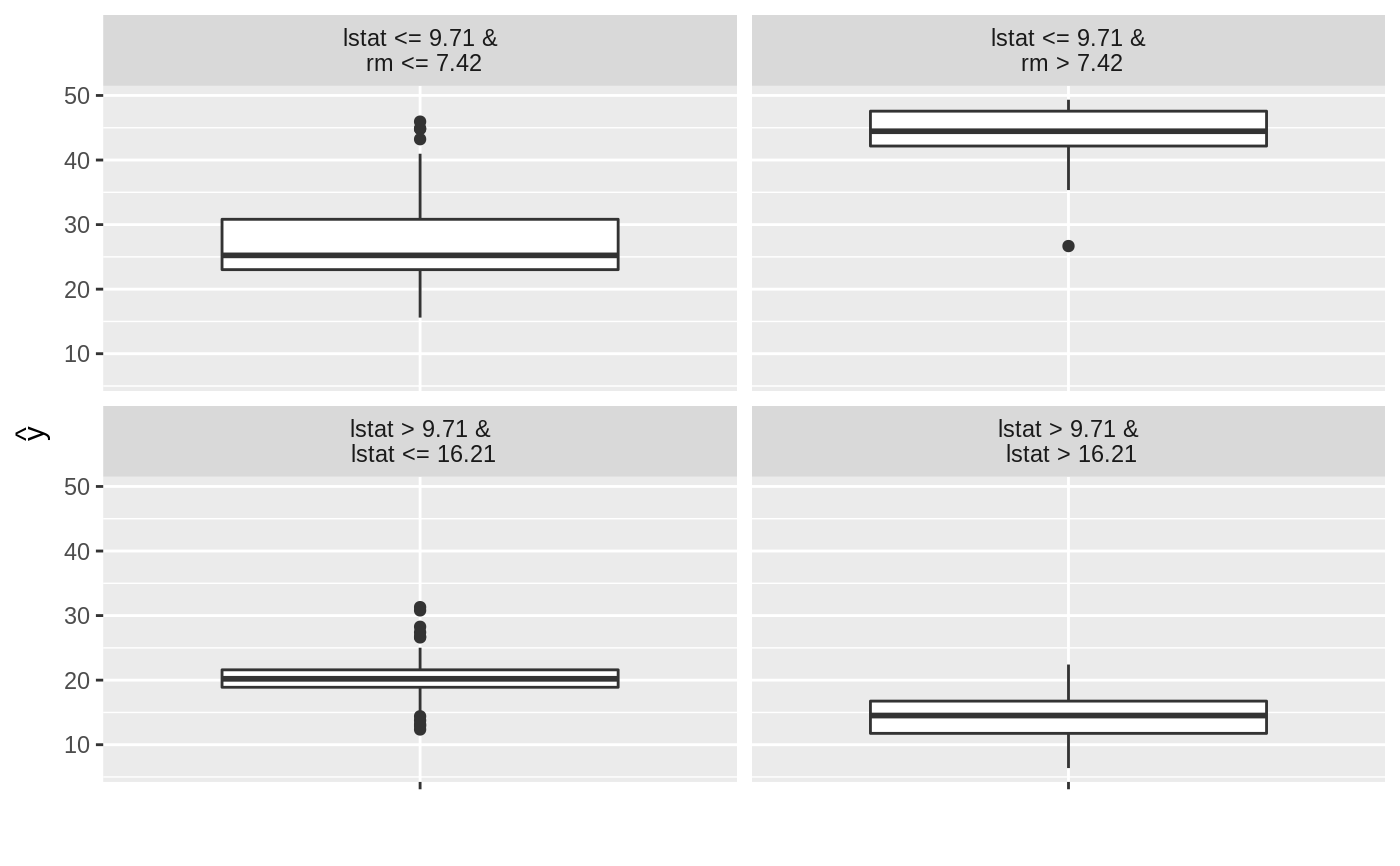 lstat <= 9.71 &
rm <= 7.42
lstat <= 9.71 &
rm > 7.42
50
40
30
20
10
ŷ
lstat > 9.71 &
lstat <= 16.21
lstat > 9.71 &
lstat > 16.21
50
40
30
20
10